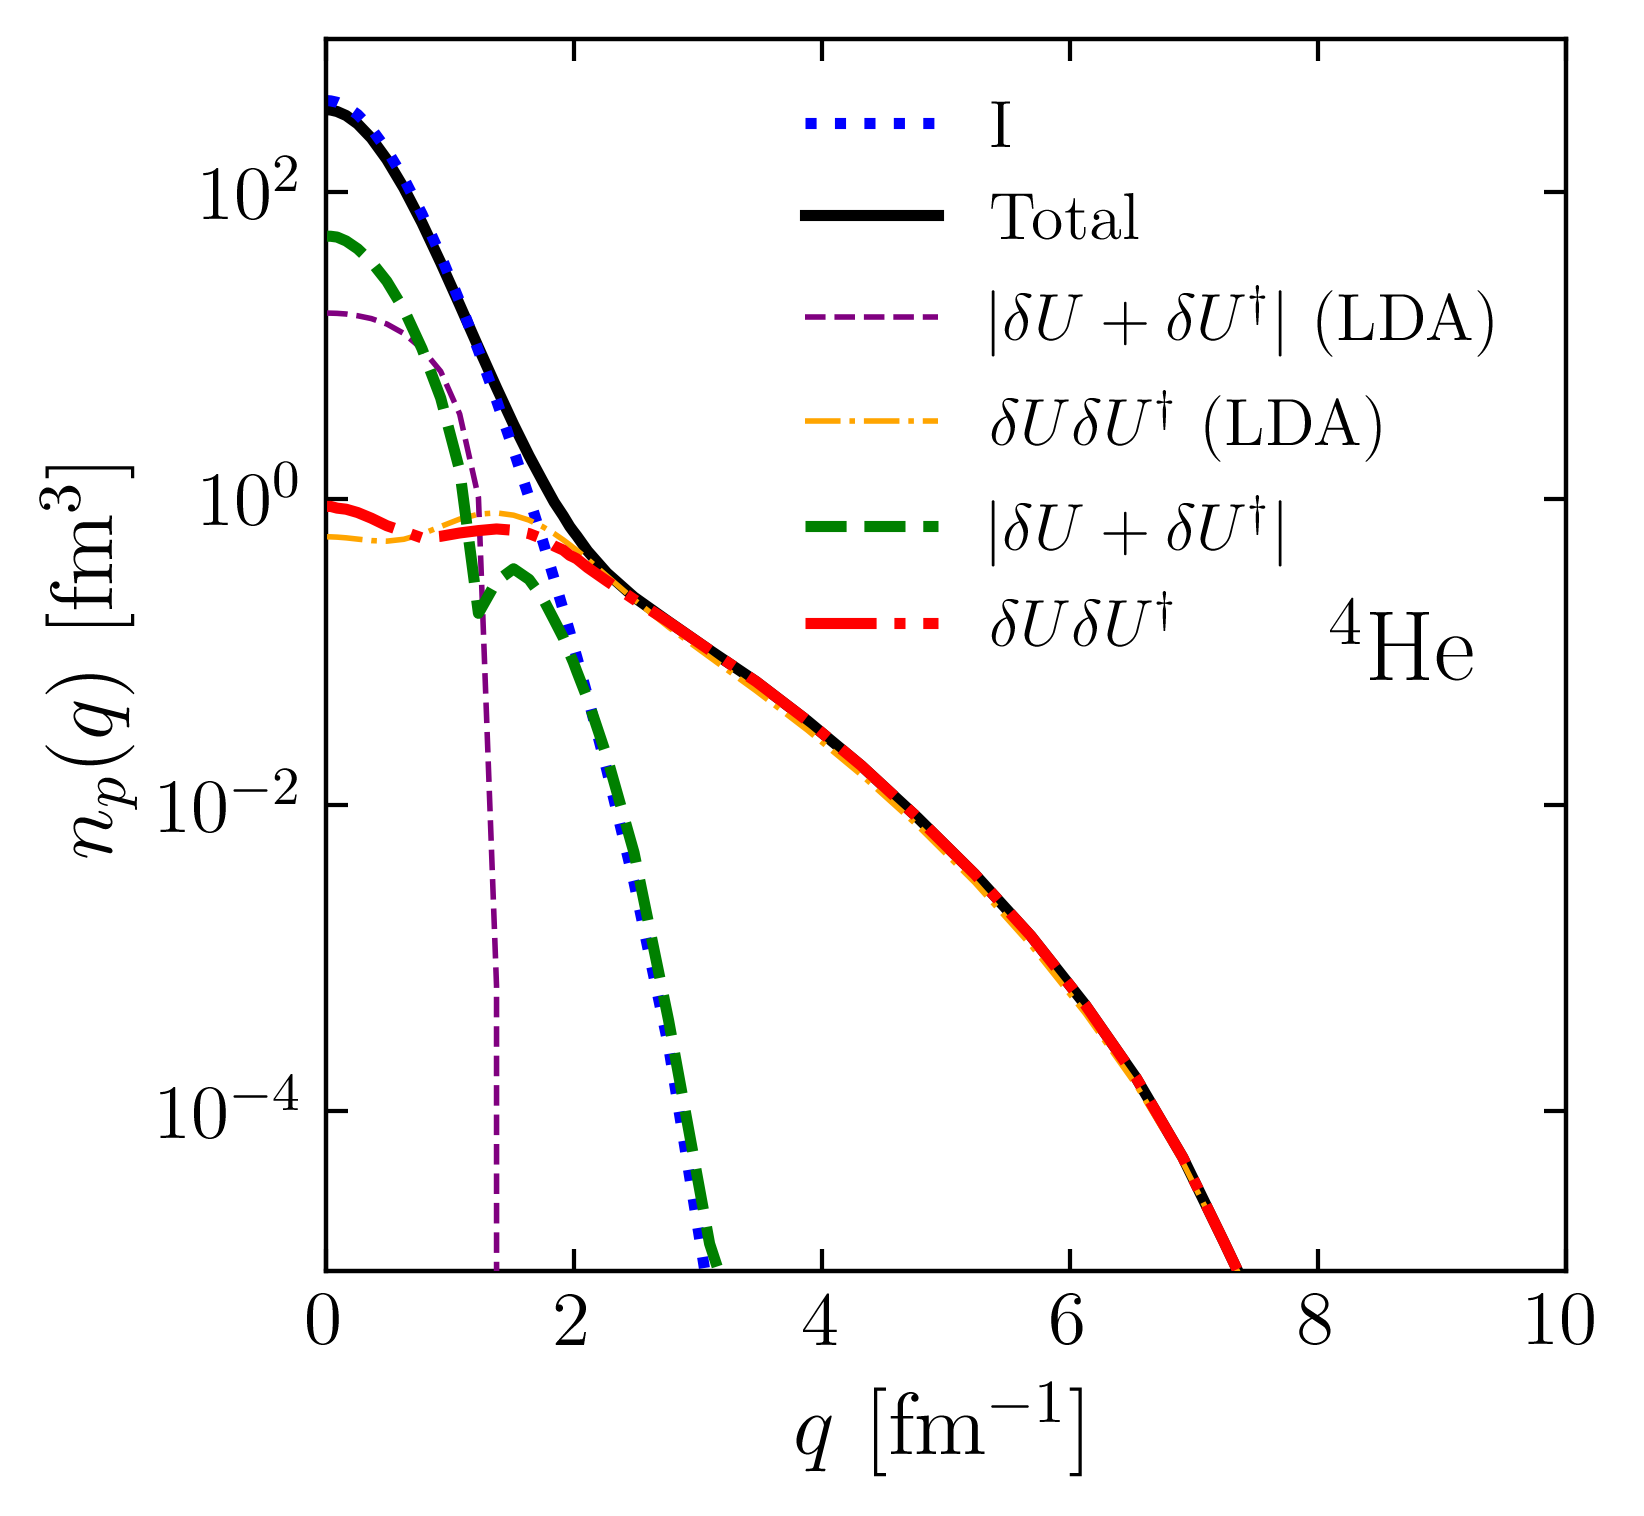 I
Total
|δU + δU†| (LDA)
δUδU† (LDA)
|δU + δU†|
δUδU†
⁴He
10²
10⁰
10⁻²
10⁻⁴
nₚ(q) [fm³]
0 2 4 6 8 10
q [fm⁻¹]